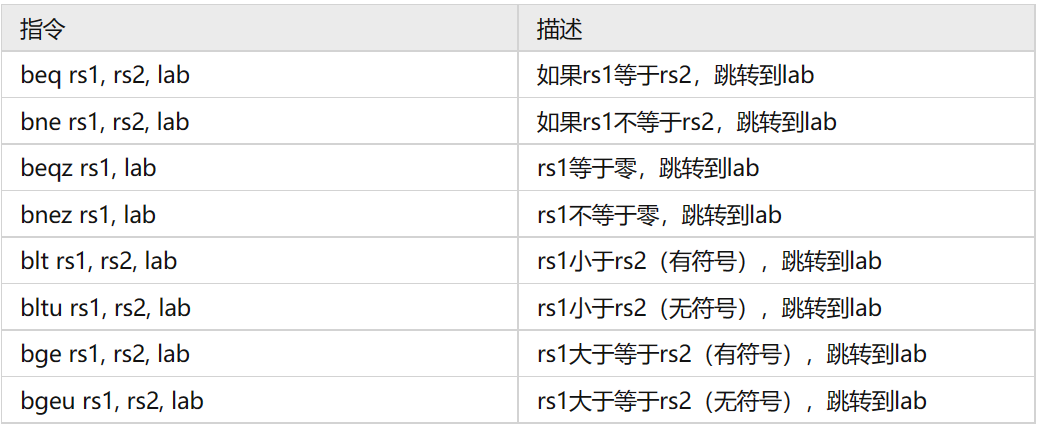 指令 描述
beq rs1, rs2, lab 如果rs1等于rs2，跳转到lab
bne rs1, rs2, lab 如果rs1不等于rs2，跳转到lab
beqz rs1, lab rs1等于零，跳转到lab
bnez rs1, lab rs1不等于零，跳转到lab
blt rs1, rs2, lab rs1小于rs2（有符号），跳转到lab
bltu rs1, rs2, lab rs1小于rs2（无符号），跳转到lab
bge rs1, rs2, lab rs1大于等于rs2（有符号），跳转到lab
bgeu rs1, rs2, lab rs1大于等于rs2（无符号），跳转到lab